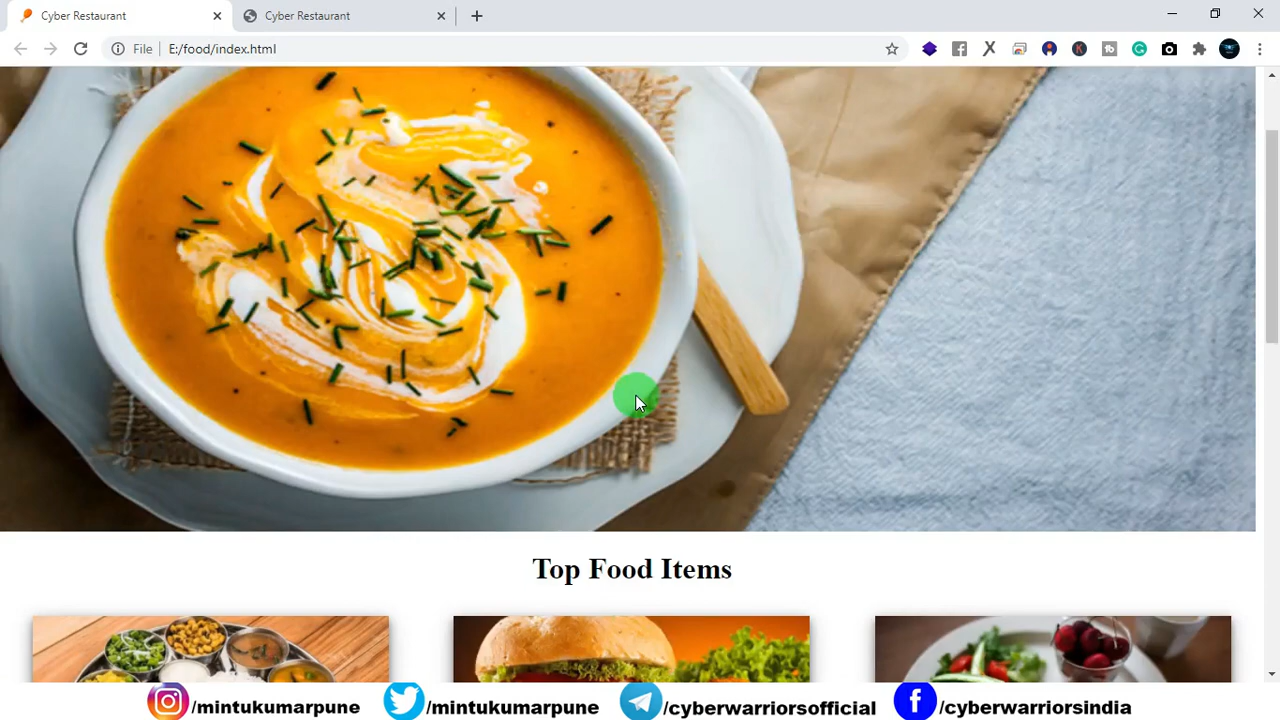 Cyber Restaurant
Cyber Restaurant
File E:/food/index.html
Top Food Items
/mintukumarpune
/mintukumarpune
/cyberwarriorsofficial
/cyberwarriorsindia